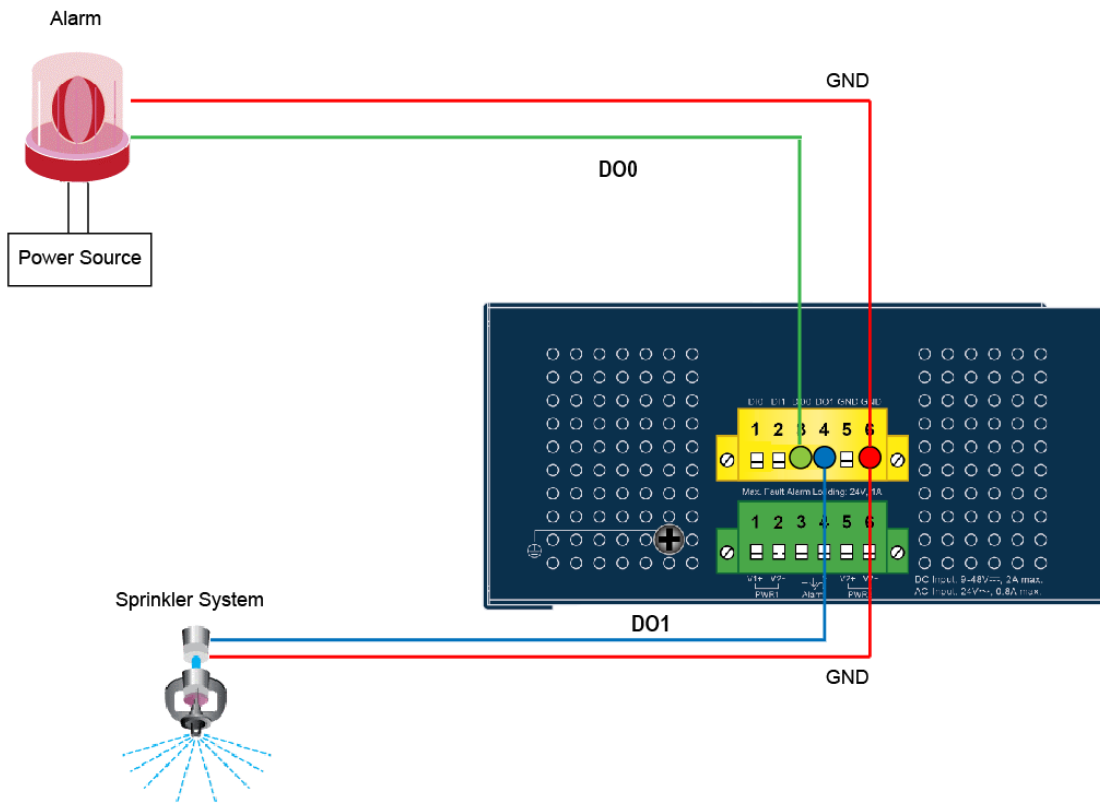 Alarm
GND
DO0
Power Source
DI0 DI1 DO0 DO1 GND GND
1 2 3 4 5 6
Max. Fault Alarm Loading: 24V, 1A
1 2 3 4 5 6
V1+ V2- V2+ V2-
PWR1 Alarm PWR
DC Input: 9-48V⎓, 2A max.
AC Input: 24V~, 0.8A max.
Sprinkler System
DO1
GND